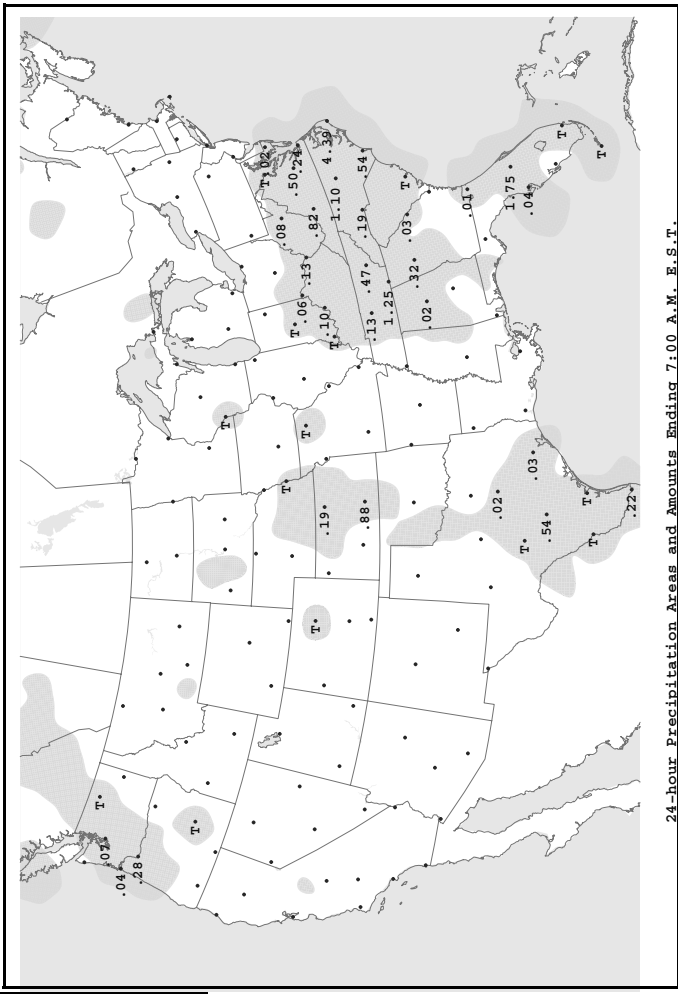 T
.07
.04
.28
T
T
T .02
.08
T
T
.50 .24
.06
.13
T
.82
T
.19
.10
4.39
T
1.10
.88
.47
.19
.54
.13
1.25
T
.03
.32
.02
.01
.02
1.75
T
.04
.03
.54
T
T
T
T
.22
24-hour Precipitation Areas and Amounts Ending 7:00 A.M. E.S.T.